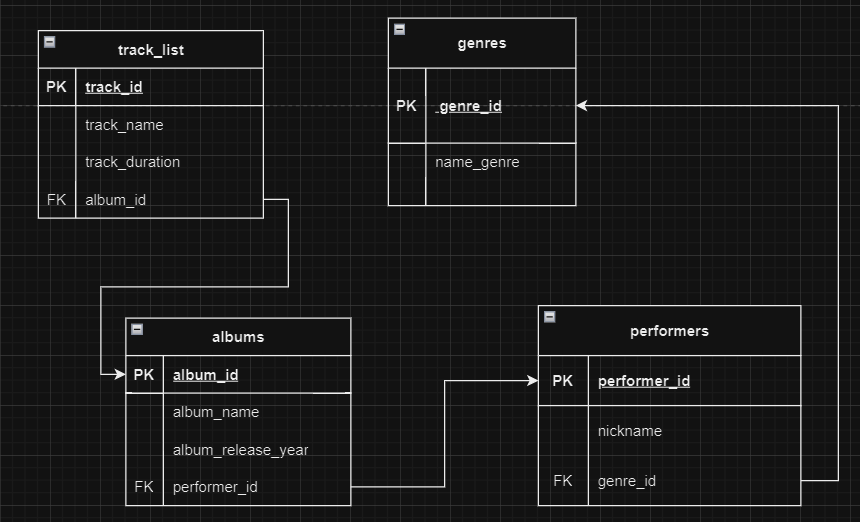 track_list
PK track_id
track_name
track_duration
FK album_id
genres
PK genre_id
name_genre
albums
PK album_id
album_name
album_release_year
FK performer_id
performers
PK performer_id
nickname
FK genre_id